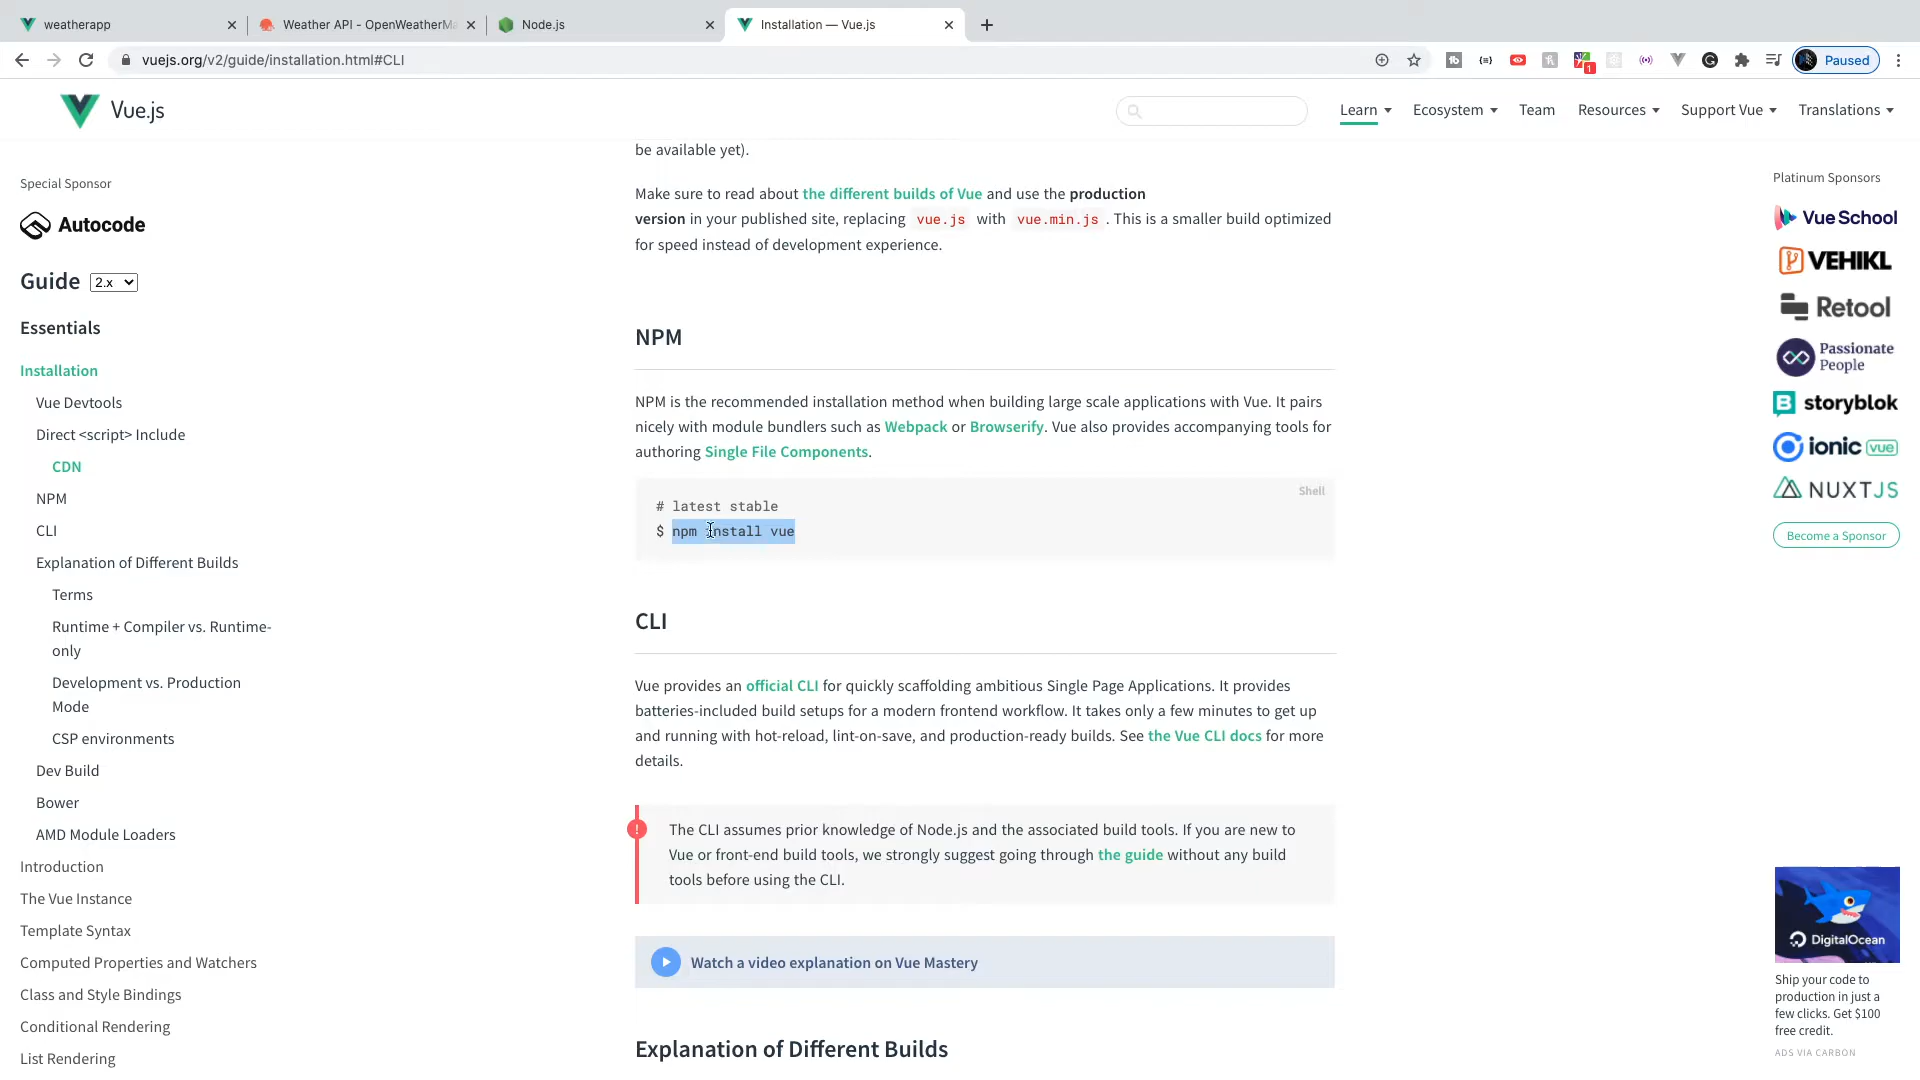 weatherapp
Weather API - OpenWeatherMa
Node.js
Installation — Vue.js
vuejs.org/v2/guide/installation.html#CLI
1
Paused
Vue.js
Learn
Ecosystem
Team
Resources
Support Vue
Translations
Special Sponsor
Autocode
Guide 2.x
Essentials
Installation
Vue Devtools
Direct <script> Include
CDN
NPM
CLI
Explanation of Different Builds
Terms
Runtime + Compiler vs. Runtime-
only
Development vs. Production
Mode
CSP environments
Dev Build
Bower
AMD Module Loaders
Introduction
The Vue Instance
Template Syntax
Computed Properties and Watchers
Class and Style Bindings
Conditional Rendering
List Rendering
be available yet).
Make sure to read about the different builds of Vue and use the production
version in your published site, replacing vue.js with vue.min.js . This is a smaller build optimized
for speed instead of development experience.
NPM
NPM is the recommended installation method when building large scale applications with Vue. It pairs
nicely with module bundlers such as Webpack or Browserify. Vue also provides accompanying tools for
authoring Single File Components.
Shell
# latest stable
$ npm install vue
CLI
Vue provides an official CLI for quickly scaffolding ambitious Single Page Applications. It provides
batteries-included build setups for a modern frontend workflow. It takes only a few minutes to get up
and running with hot-reload, lint-on-save, and production-ready builds. See the Vue CLI docs for more
details.
!
The CLI assumes prior knowledge of Node.js and the associated build tools. If you are new to
Vue or front-end build tools, we strongly suggest going through the guide without any build
tools before using the CLI.
Watch a video explanation on Vue Mastery
Explanation of Different Builds
Platinum Sponsors
Vue School
VEHIKL
Retool
Passionate
People
storyblok
ionic vue
NUXTJS
Become a Sponsor
DigitalOcean
Ship your code to
production in just a
few clicks. Get $100
free credit.
ADS VIA CARBON